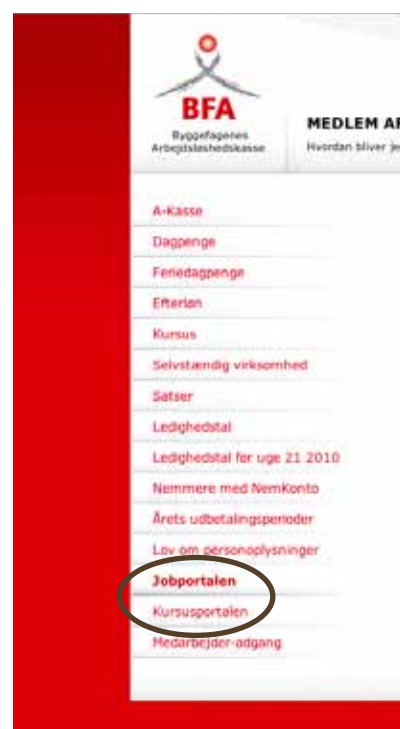 BFA
Byggefagenes
Arbejdsløshedskasse
MEDLEM AF
Hvordan bliver je
A-Kasse
Dagpenge
Feriedagpenge
Efterløn
Kursus
Selvstændig virksomhed
Satser
Ledighedstal
Ledighedstal for uge 21 2010
Nemmere med NemKonto
Årets udbetalingsperioder
Lov om personoplysninger
Jobportalen
Kursusportalen
Medarbejder-adgang